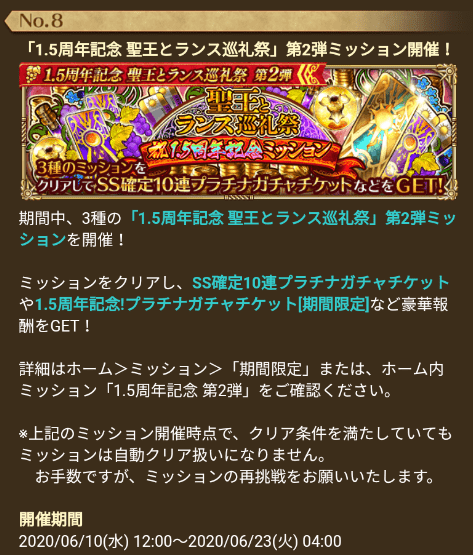 No.8
「1.5周年記念 聖王とランス巡礼祭」第2弾ミッション開催！
1.5周年記念 聖王とランス巡礼祭 第2弾
聖王と
ランス巡礼祭
祝1.5周年記念ミッション
3種のミッションを
クリアしてSS確定10連プラチナガチャチケットなどをGET!
期間中、3種の「1.5周年記念 聖王とランス巡礼祭」第2弾ミッ
ションを開催！
ミッションをクリアし、SS確定10連プラチナガチャチケット
や1.5周年記念!プラチナガチャチケット[期間限定]など豪華報
酬をGET！
詳細はホーム＞ミッション＞「期間限定」または、ホーム内
ミッション「1.5周年記念 第2弾」をご確認ください。
※上記のミッション開催時点で、クリア条件を満たしていても
ミッションは自動クリア扱いになりません。
お手数ですが、ミッションの再挑戦をお願いいたします。
開催期間
2020/06/10(水) 12:00～2020/06/23(火) 04:00